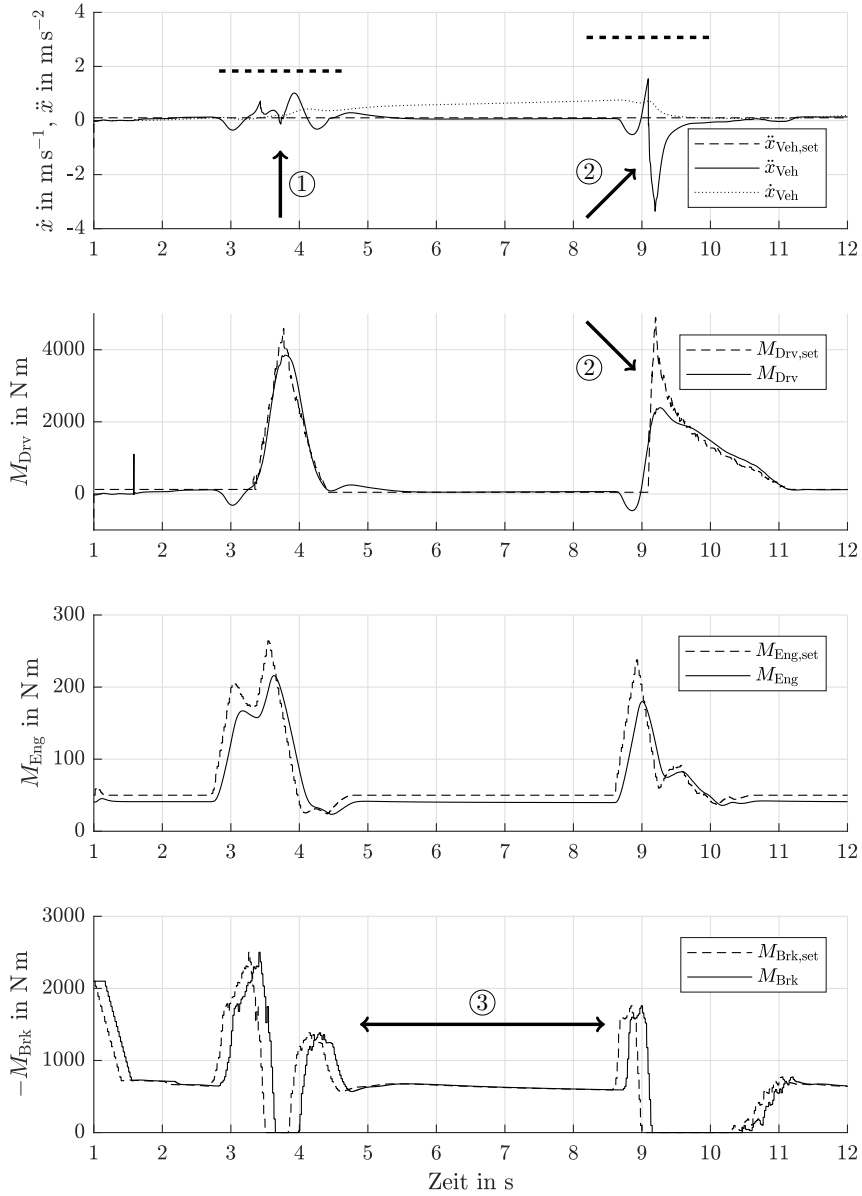 ẋ in m s⁻¹, ẍ in m s⁻²
4
2
0
-2
-4
①
②
ẍVeh,set
ẍVeh
ẋVeh
1 2 3 4 5 6 7 8 9 10 11 12
MDrv in N m
4000
2000
0
②
MDrv,set
MDrv
1 2 3 4 5 6 7 8 9 10 11 12
MEng in N m
300
200
100
0
MEng,set
MEng
1 2 3 4 5 6 7 8 9 10 11 12
−MBrk in N m
3000
2000
1000
0
③
MBrk,set
MBrk
1 2 3 4 5 6 7 8 9 10 11 12
Zeit in s